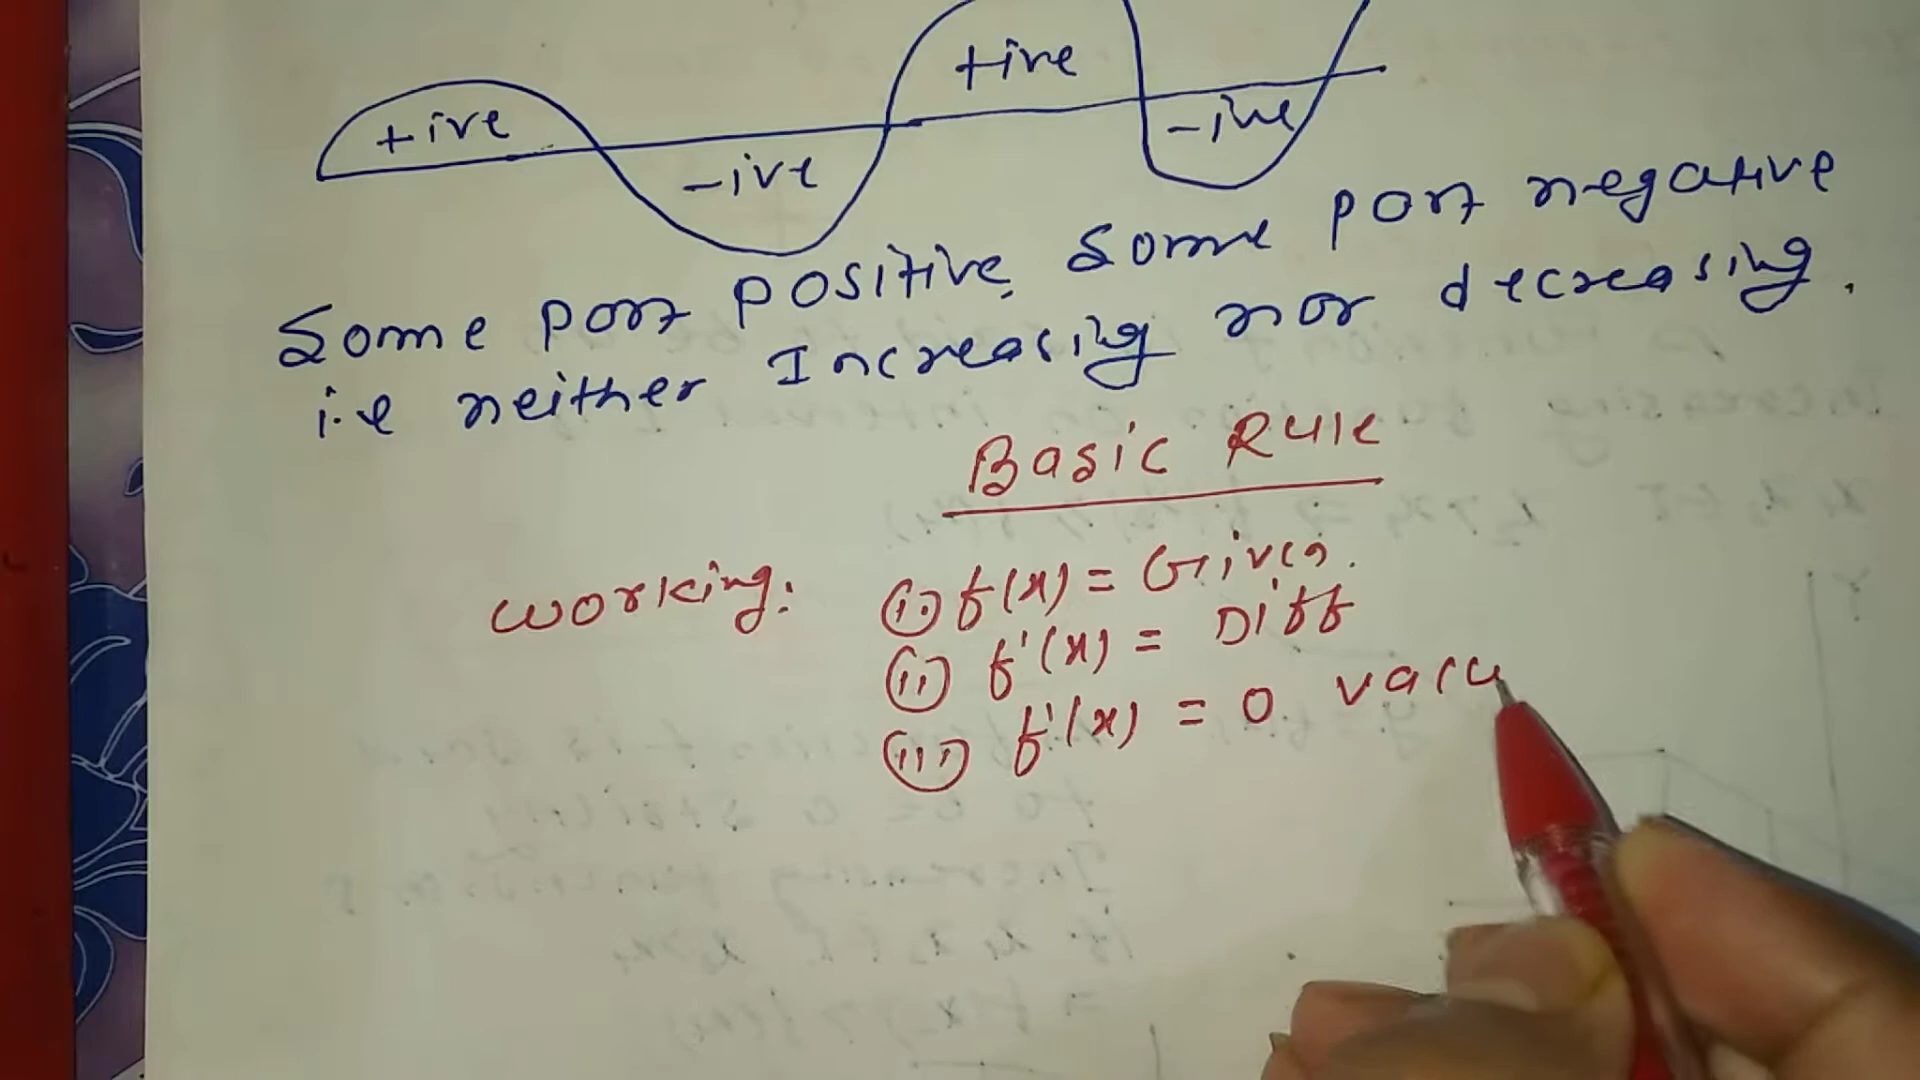 +ive
-ive
+ive
-ive
Some part positive, Some part negative
i.e neither Increasing nor decreasing.
Basic Rule
working: (i) f(x) = Given.
(ii) f'(x) = Diff
(iii) f'(x) = 0